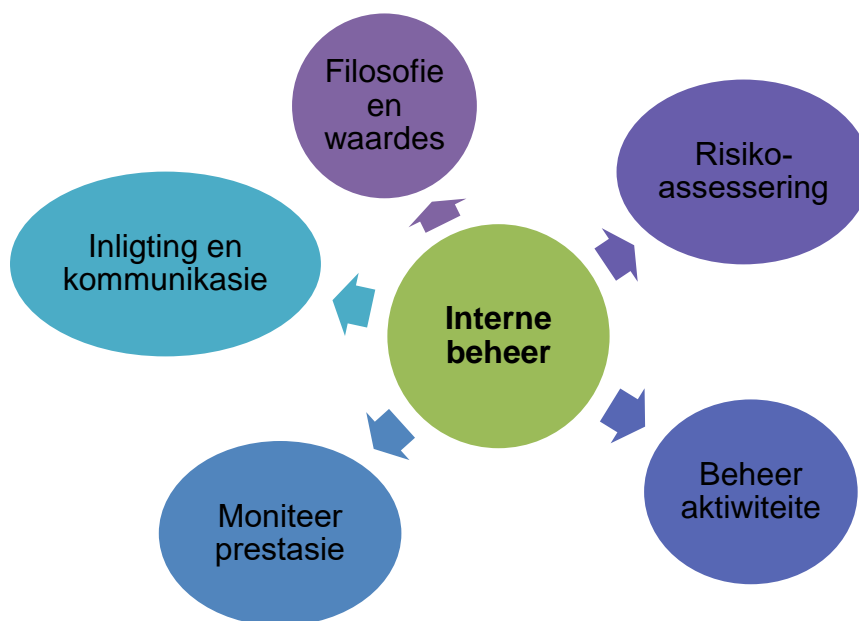 Filosofie
en
waardes
Risiko-
assessering
Inligting en
kommunikasie
Interne
beheer
Beheer
aktiwiteite
Moniteer
prestasie